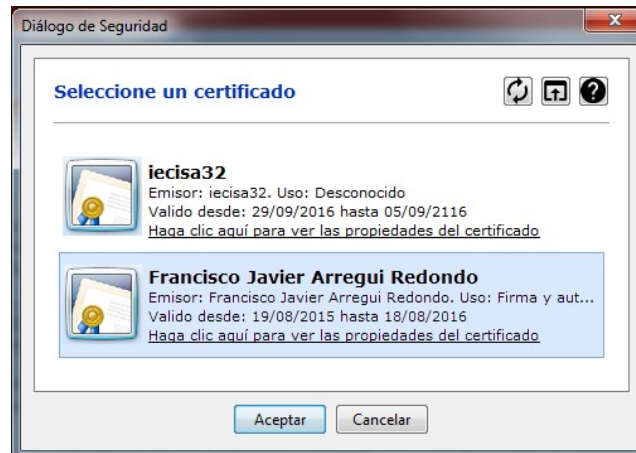 Diálogo de Seguridad
Seleccione un certificado
iecisa32
Emisor: iecisa32. Uso: Desconocido
Valido desde: 29/09/2016 hasta 05/09/2116
Haga clic aquí para ver las propiedades del certificado
Francisco Javier Arregui Redondo
Emisor: Francisco Javier Arregui Redondo. Uso: Firma y aut...
Valido desde: 19/08/2015 hasta 18/08/2016
Haga clic aquí para ver las propiedades del certificado
Aceptar Cancelar